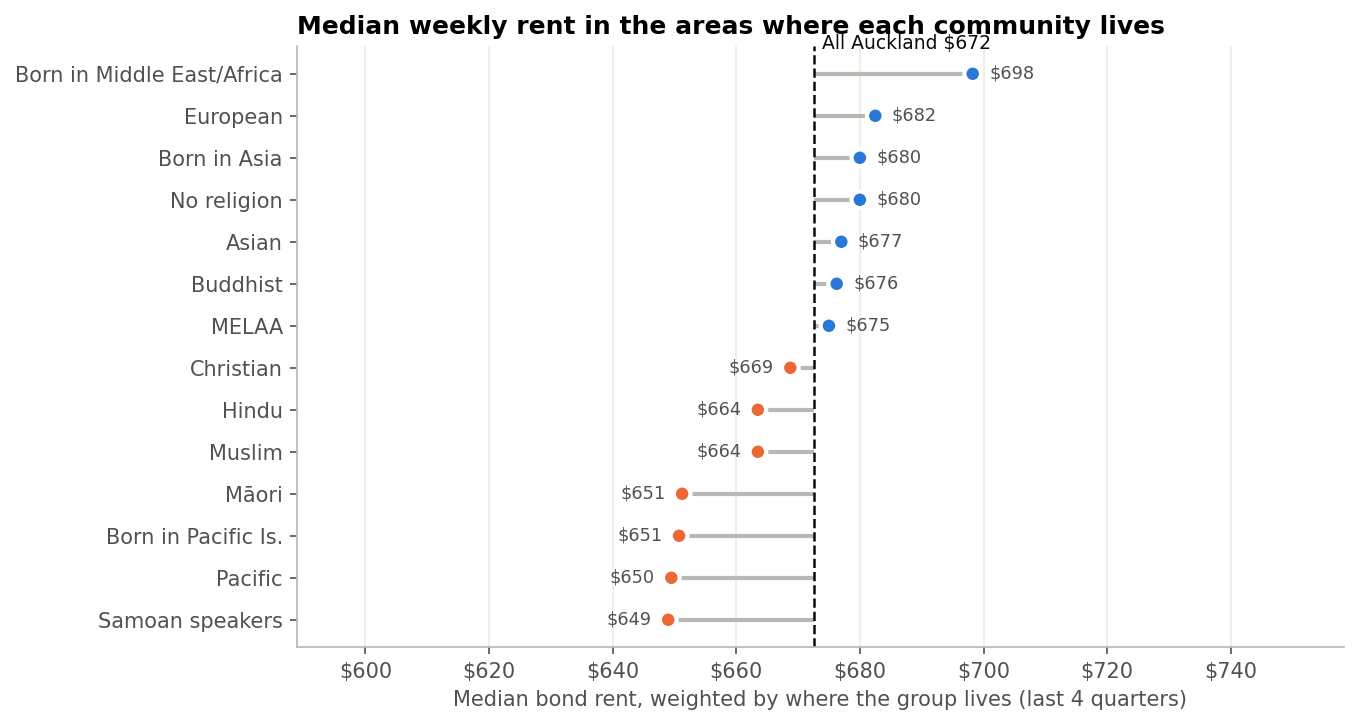 Median weekly rent in the areas where each community lives
All Auckland $672
Born in Middle East/Africa $698
European $682
Born in Asia $680
No religion $680
Asian $677
Buddhist $676
MELAA $675
Christian $669
Hindu $664
Muslim $664
Māori $651
Born in Pacific Is. $651
Pacific $650
Samoan speakers $649
$600 $620 $640 $660 $680 $700 $720 $740
Median bond rent, weighted by where the group lives (last 4 quarters)